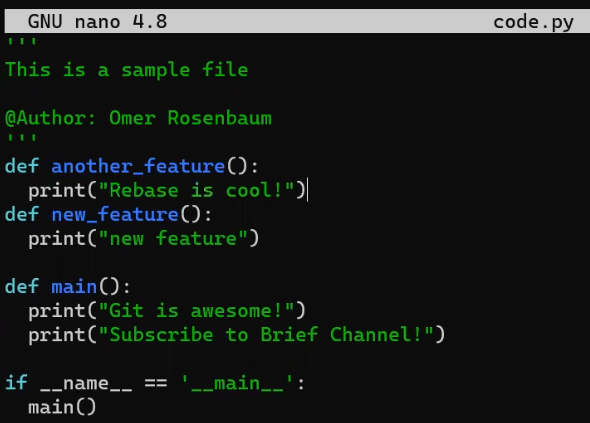 GNU nano 4.8 code.py
'''
This is a sample file

@Author: Omer Rosenbaum
'''
def another_feature():
  print("Rebase is cool!")
def new_feature():
  print("new feature")

def main():
  print("Git is awesome!")
  print("Subscribe to Brief Channel!")

if __name__ == '__main__':
  main()